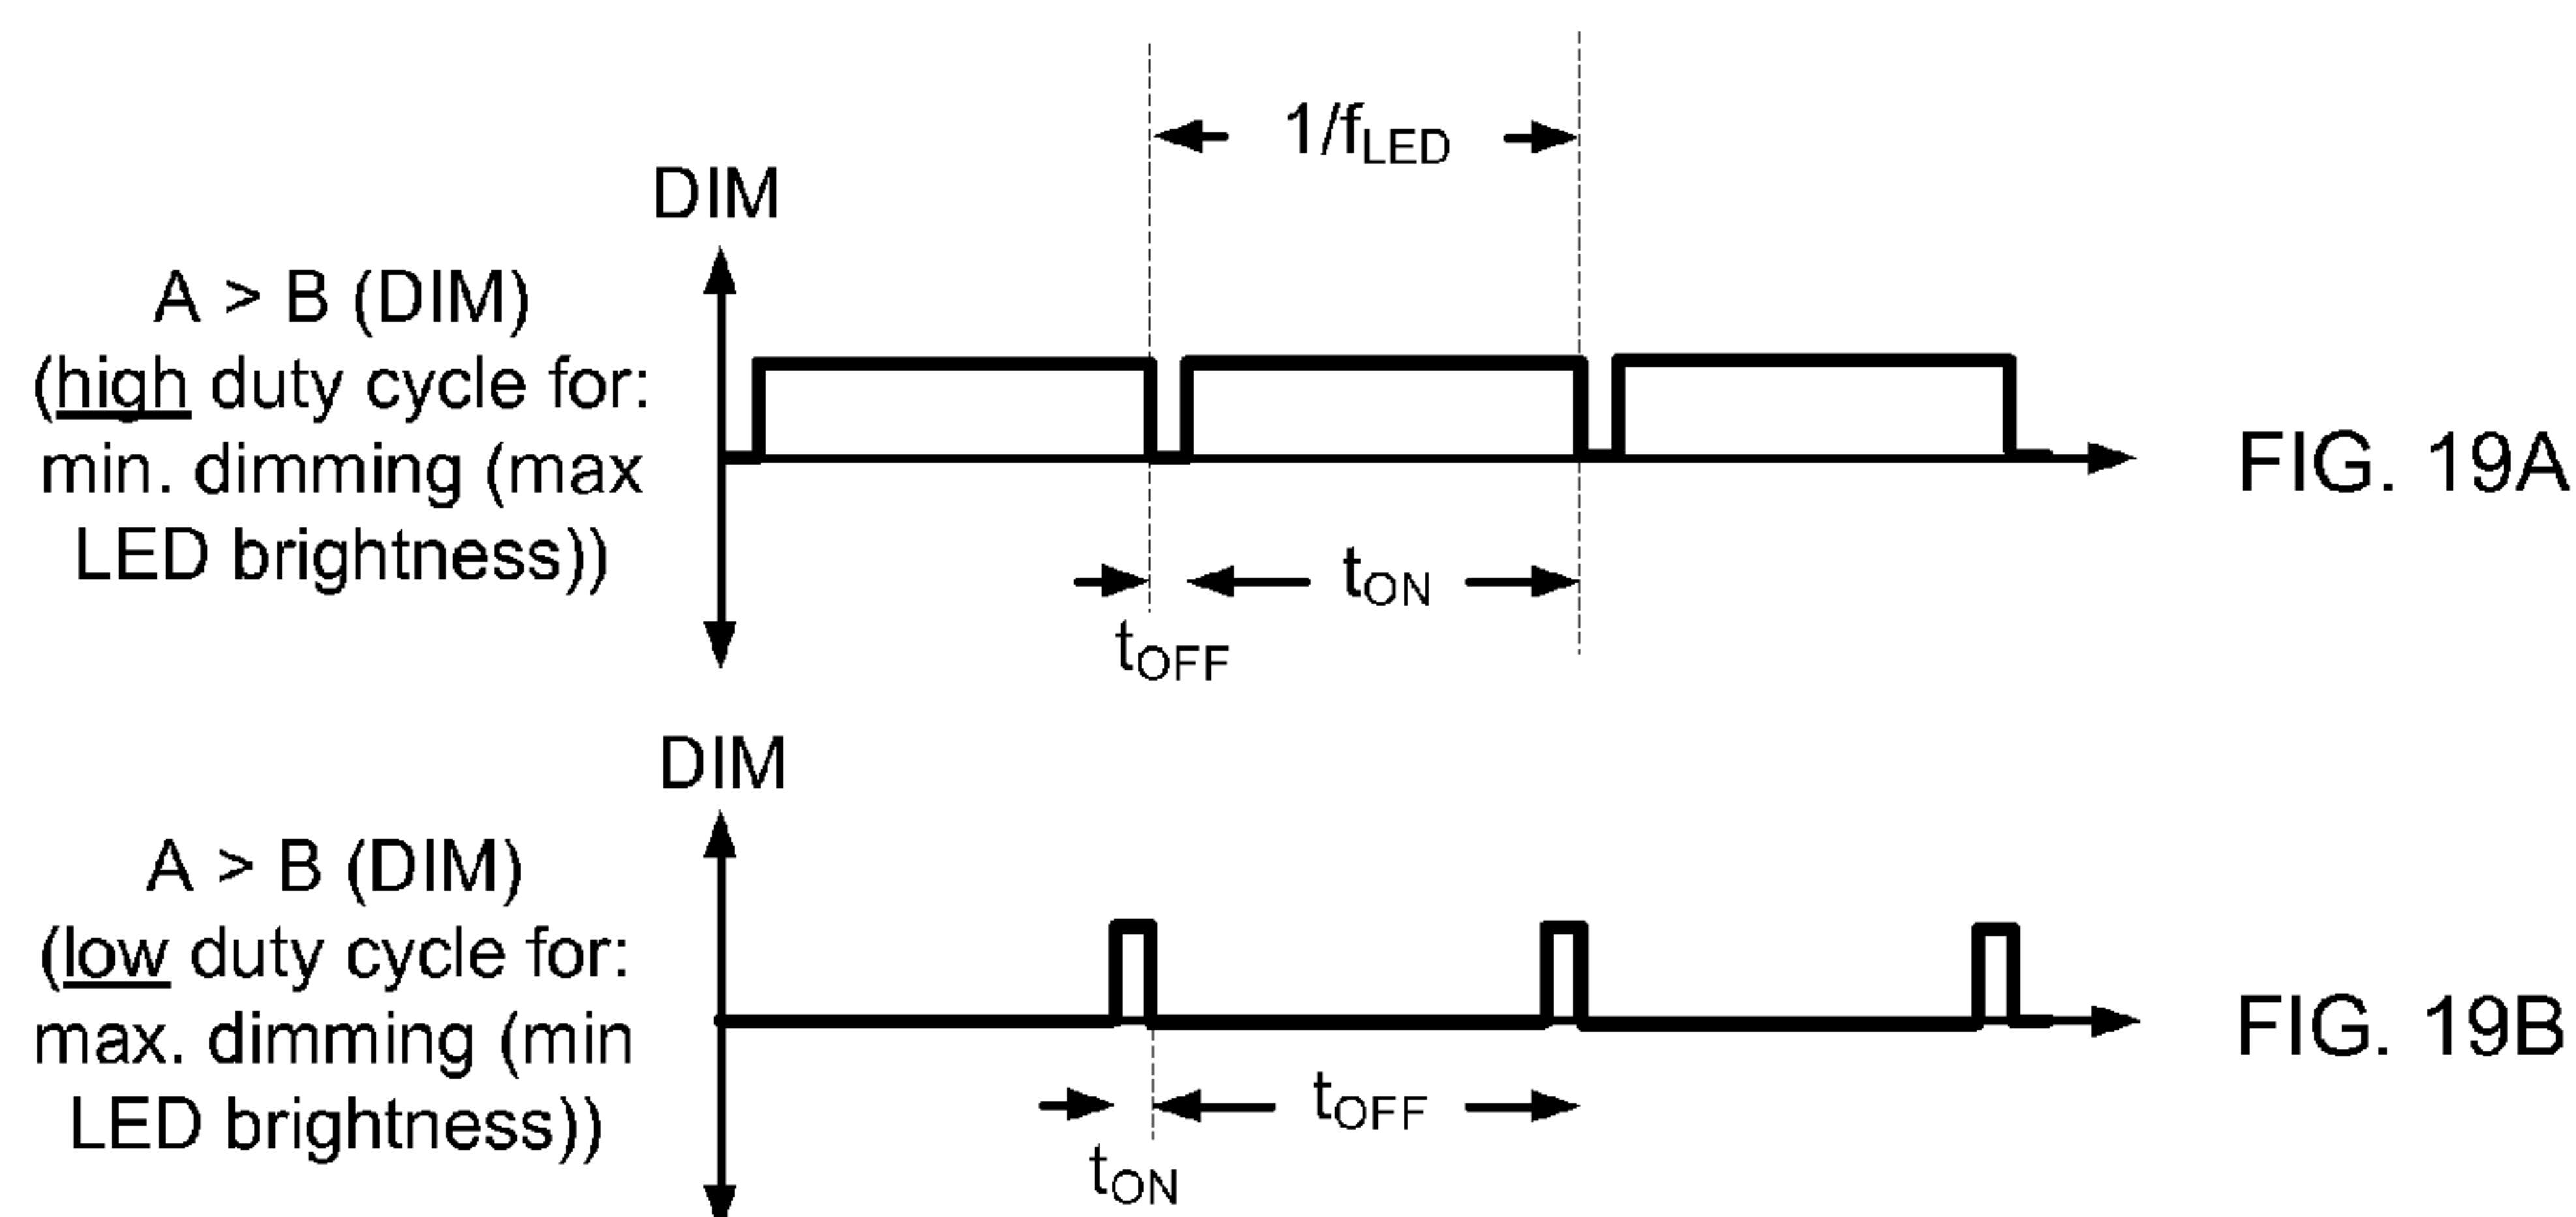 1/fLED
DIM
A > B (DIM)
(high duty cycle for:
min. dimming (max
LED brightness))
FIG. 19A
tON
tOFF
DIM
A > B (DIM)
(low duty cycle for:
max. dimming (min
LED brightness))
FIG. 19B
tOFF
tON